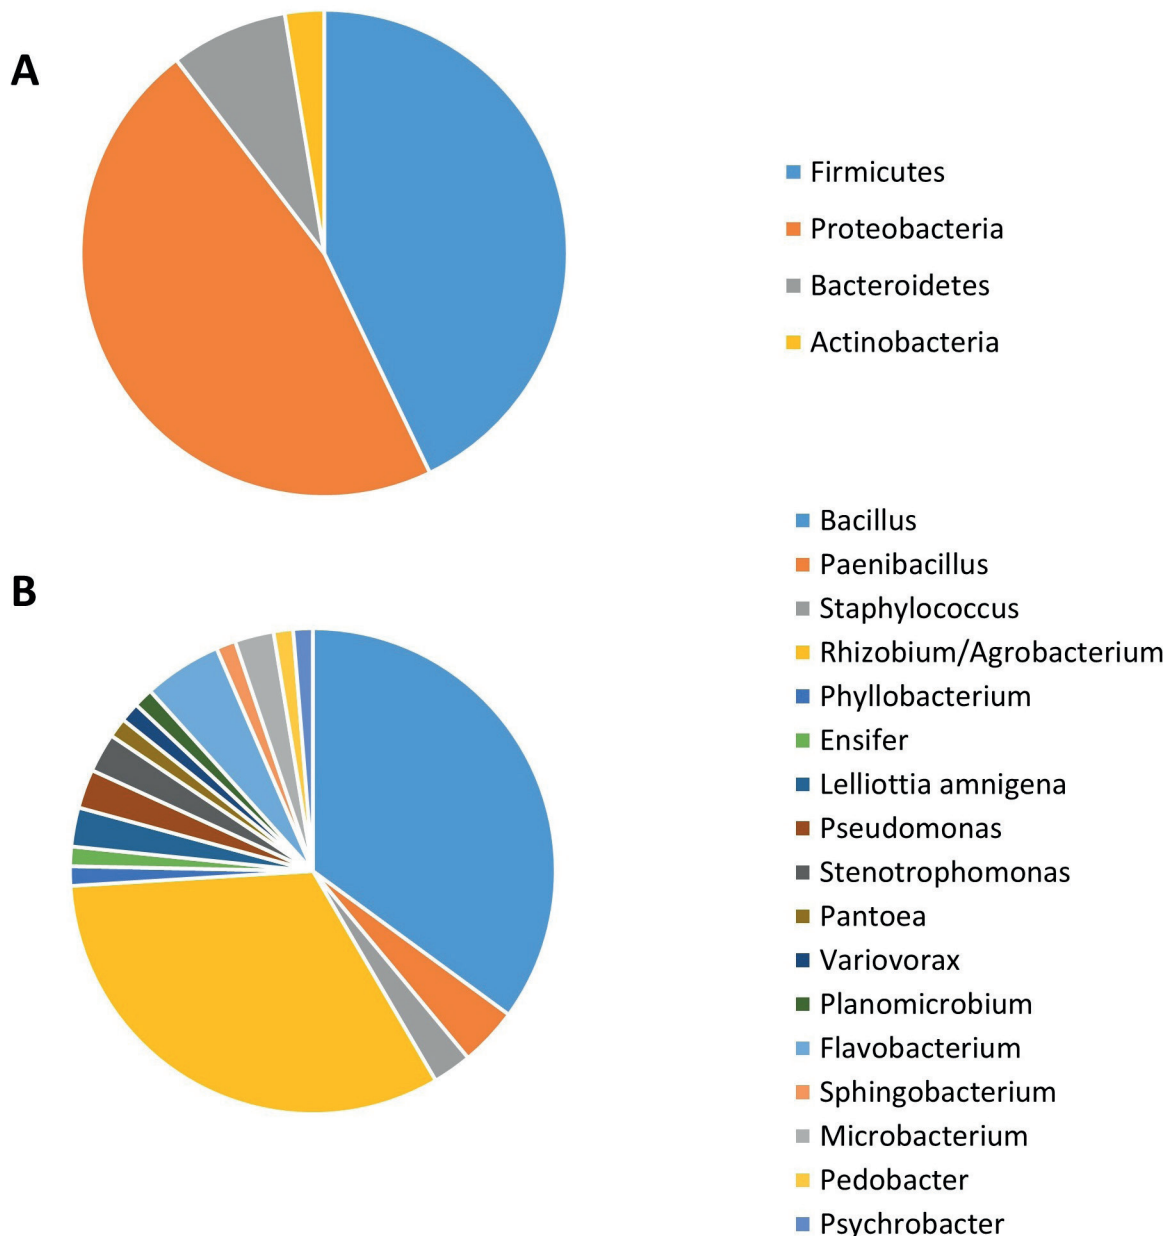 A
Firmicutes
Proteobacteria
Bacteroidetes
Actinobacteria
B
Bacillus
Paenibacillus
Staphylococcus
Rhizobium/Agrobacterium
Phyllobacterium
Ensifer
Lelliottia amnigena
Pseudomonas
Stenotrophomonas
Pantoea
Variovorax
Planomicrobium
Flavobacterium
Sphingobacterium
Microbacterium
Pedobacter
Psychrobacter